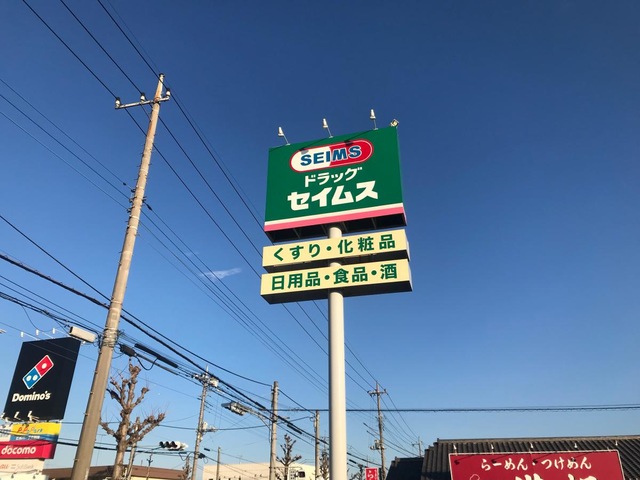 SEIMS
ドラッグ
セイムス
くすり・化粧品
日用品・食品・酒
Domino's
docomo
らーめん・つけめん